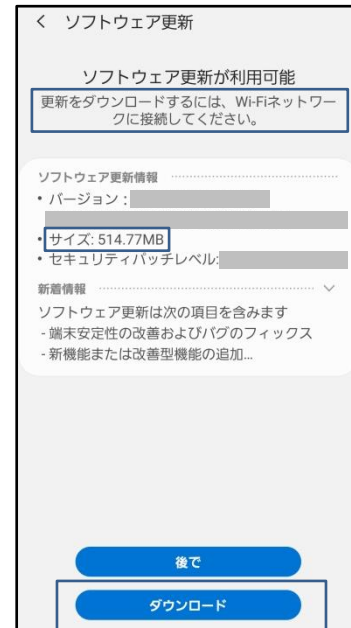 < ソフトウェア更新
ソフトウェア更新が利用可能
更新をダウンロードするには、Wi-Fiネットワー
クに接続してください。
ソフトウェア更新情報
• バージョン：
• サイズ: 514.77MB
• セキュリティパッチレベル:
新着情報
ソフトウェア更新は次の項目を含みます
- 端末安定性の改善およびバグのフィックス
- 新機能または改善型機能の追加...
後で
ダウンロード